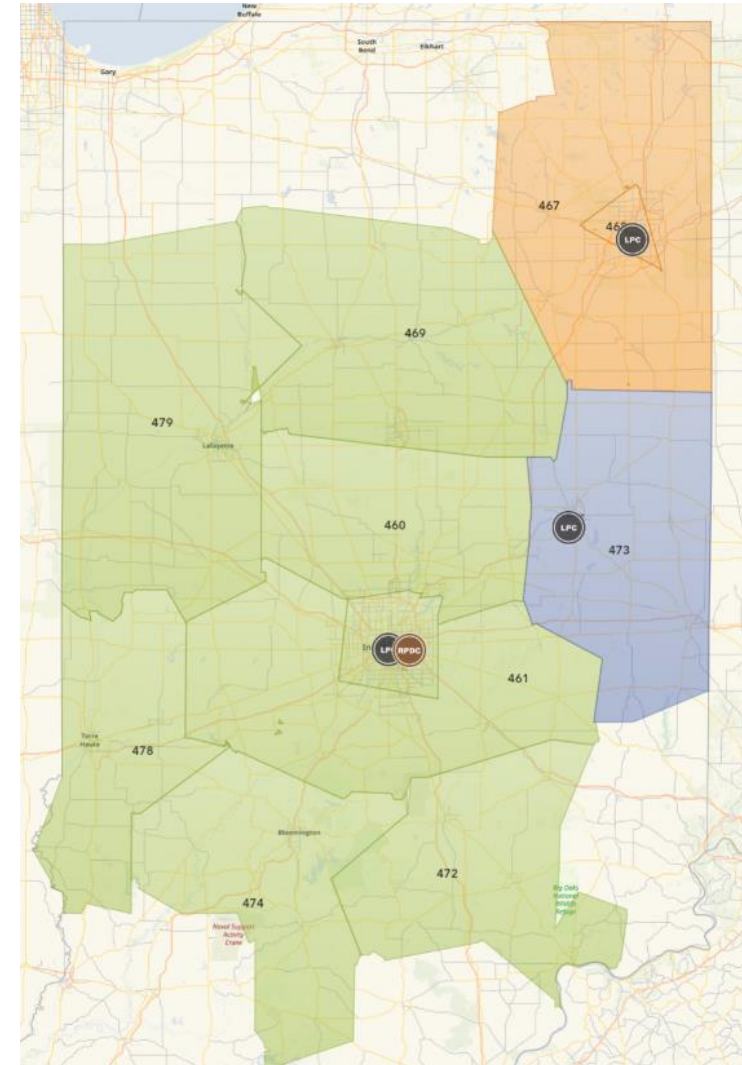 New
Buffalo
South
Bend
Elkhart
Gory
467
LPC
469
479
Lafayette
460
LPC
473
RPDC
461
Terre
Haute
478
Bloomington
472
474
Big Oaks
National
Wildlife
Refuge
Naval Support
Activity
Crane